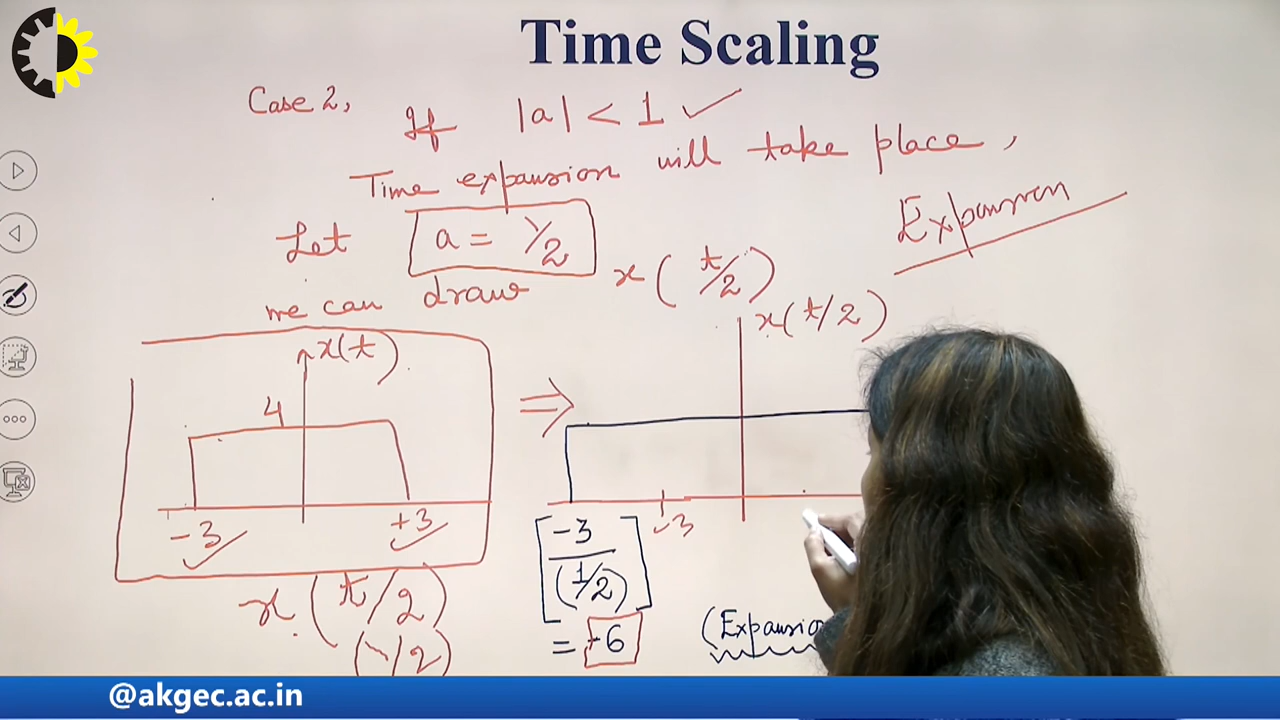 Time Scaling
Case 2, If |a| < 1 ✓
Time expansion will take place,
Expansion
Let a = 1/2
we can draw x(t/2)
x(t/2)
x(t)
4
⇒
-3 +3
-3
[-3/(1/2)]
= -6
x(t/2)
(1/2)
(Expansio
@akgec.ac.in